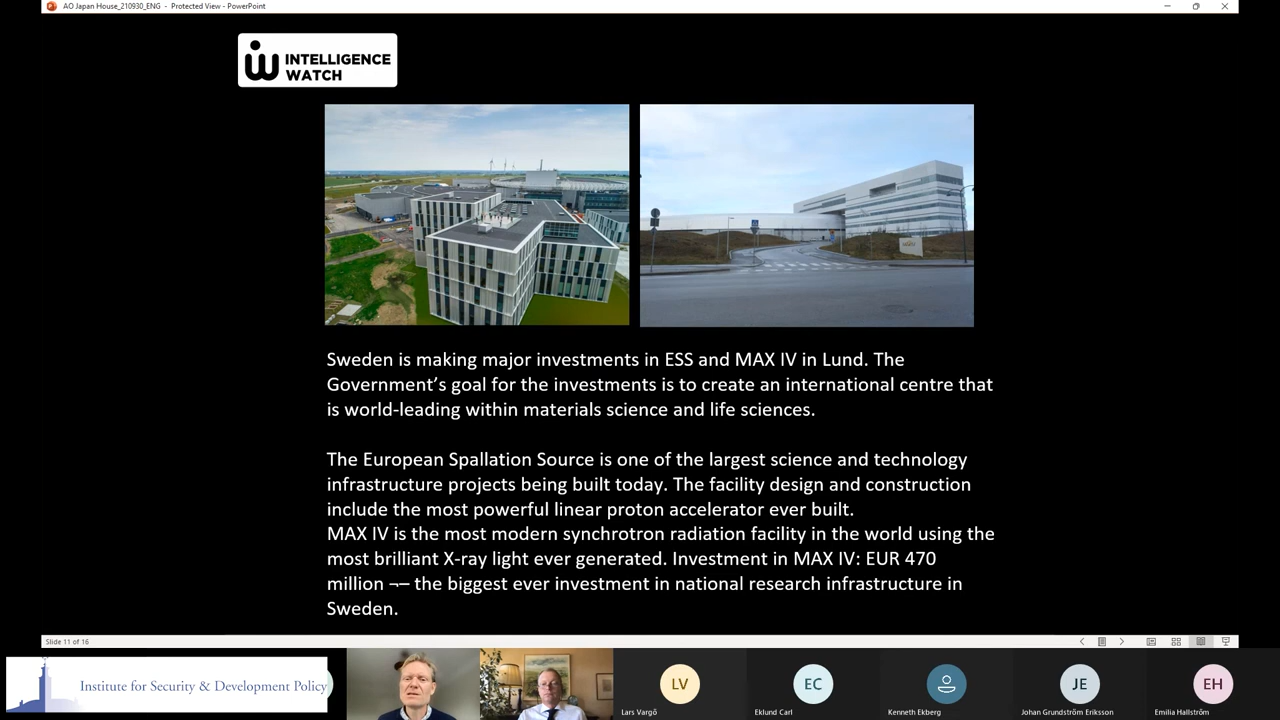 AO Japan House_210930_ENG - Protected View - PowerPoint
INTELLIGENCE
WATCH
Sweden is making major investments in ESS and MAX IV in Lund. The
Government’s goal for the investments is to create an international centre that
is world-leading within materials science and life sciences.
The European Spallation Source is one of the largest science and technology
infrastructure projects being built today. The facility design and construction
include the most powerful linear proton accelerator ever built.
MAX IV is the most modern synchrotron radiation facility in the world using the
most brilliant X-ray light ever generated. Investment in MAX IV: EUR 470
million ¬– the biggest ever investment in national research infrastructure in
Sweden.
Slide 11 of 16
Institute for Security & Development Policy
LV
EC
JE
EH
Lars Vargö
Eklund Carl
Kenneth Ekberg
Johan Grundström Eriksson
Emilia Hallström